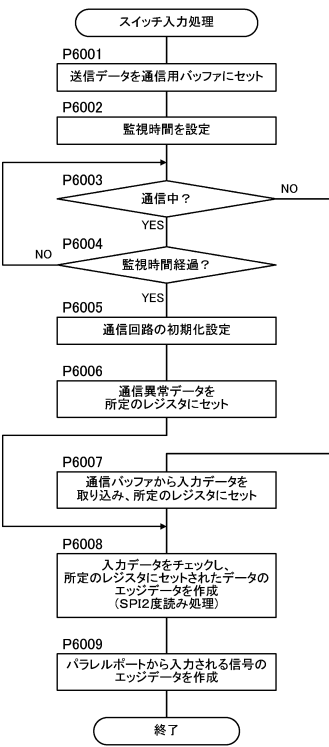 スイッチ入力処理
P6001
送信データを通信用バッファにセット
P6002
監視時間を設定
P6003
通信中？
NO
YES
P6004
監視時間経過？
NO
YES
P6005
通信回路の初期化設定
P6006
通信異常データを
所定のレジスタにセット
P6007
通信バッファから入力データを
取り込み、所定のレジスタにセット
P6008
入力データをチェックし、
所定のレジスタにセットされたデータの
エッジデータを作成
(SPI2度読み処理)
P6009
パラレルポートから入力される信号の
エッジデータを作成
終了